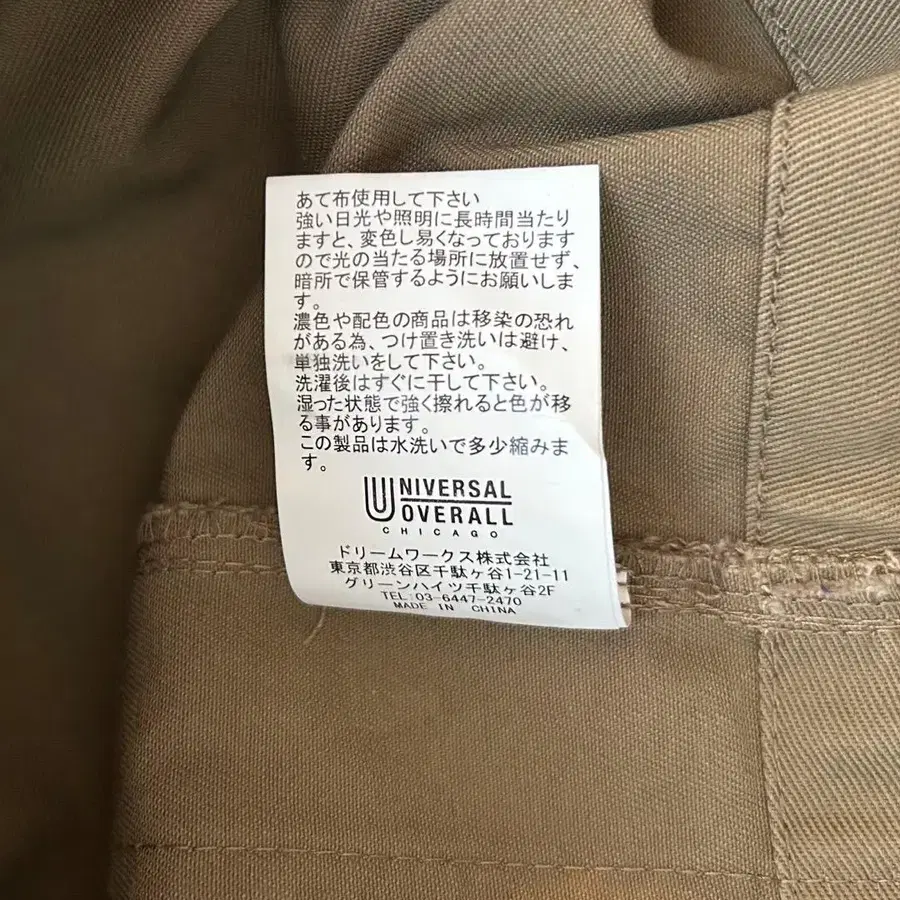 あて布使用して下さい
強い日光や照明に長時間当たり
ますと、変色し易くなっております
ので光の当たる場所に放置せず、
暗所で保管するようにお願いしま
す。
濃色や配色の商品は移染の恐れ
がある為、つけ置き洗いは避け、
単独洗いをして下さい。
洗濯後はすぐに干して下さい。
湿った状態で強く擦れると色が移
る事があります。
この製品は水洗いで多少縮みま
す。
UNIVERSAL
OVERALL
CHICAGO
ドリームワークス株式会社
東京都渋谷区千駄ヶ谷1-21-11
グリーンハイツ千駄ヶ谷2F
TEL:03-6447-2470
MADE IN CHINA